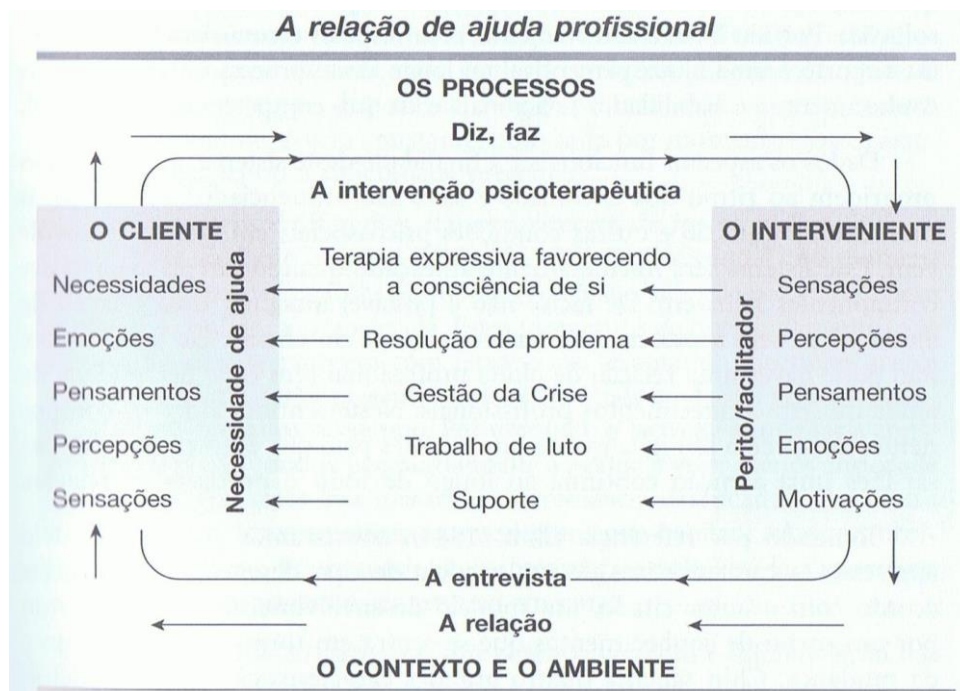 A relação de ajuda profissional
OS PROCESSOS
Diz, faz
A intervenção psicoterapêutica
O CLIENTE
O INTERVENIENTE
Necessidades
Emoções
Pensamentos
Percepções
Sensações
Necessidade de ajuda
Terapia expressiva favorecendo
a consciência de si
Resolução de problema
Gestão da Crise
Trabalho de luto
Suporte
Perito/facilitador
Sensações
Percepções
Pensamentos
Emoções
Motivações
A entrevista
A relação
O CONTEXTO E O AMBIENTE